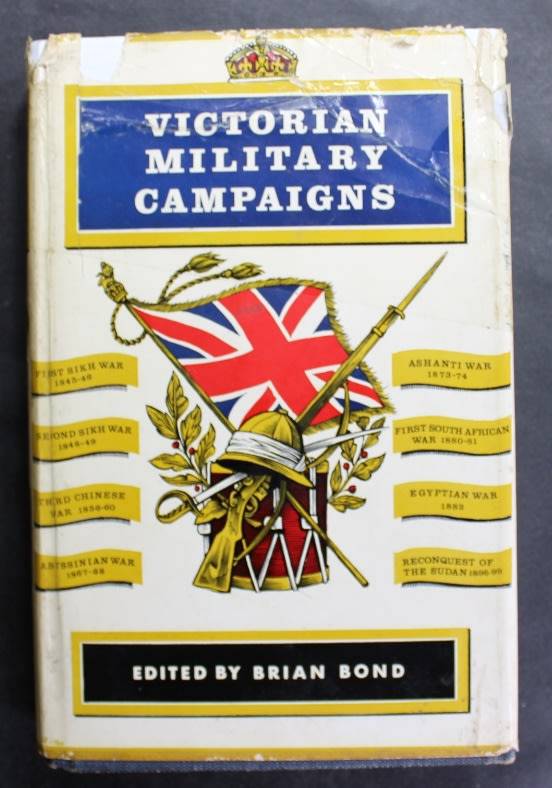 VICTORIAN
MILITARY
CAMPAIGNS
FIRST SIKH WAR
1845-46
SECOND SIKH WAR
1848-49
THIRD CHINESE
WAR 1856-60
ABYSSINIAN WAR
1867-68
ASHANTI WAR
1873-74
FIRST SOUTH AFRICAN
WAR 1880-81
EGYPTIAN WAR
1882
RECONQUEST OF
THE SUDAN 1896-99
EDITED BY BRIAN BOND